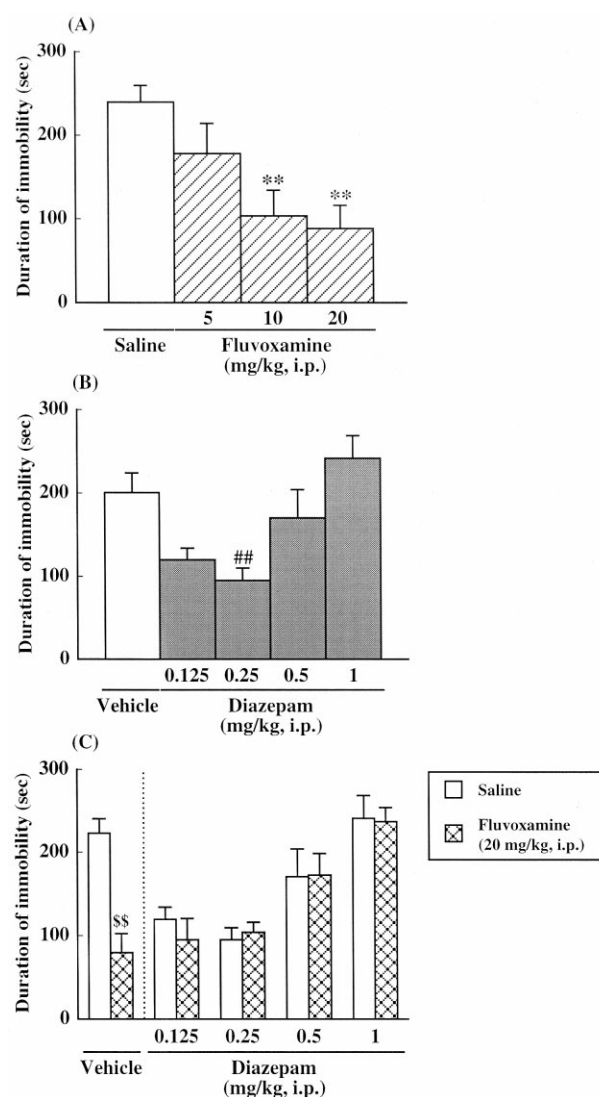 (A)
Duration of immobility (sec)
300
200
100
0
**
**
5 10 20
Saline Fluvoxamine
(mg/kg, i.p.)
(B)
Duration of immobility (sec)
300
200
100
0
##
0.125 0.25 0.5 1
Vehicle Diazepam
(mg/kg, i.p.)
(C)
Duration of immobility (sec)
300
200
100
0
$$
0.125 0.25 0.5 1
Vehicle Diazepam
(mg/kg, i.p.)
Saline
Fluvoxamine
(20 mg/kg, i.p.)